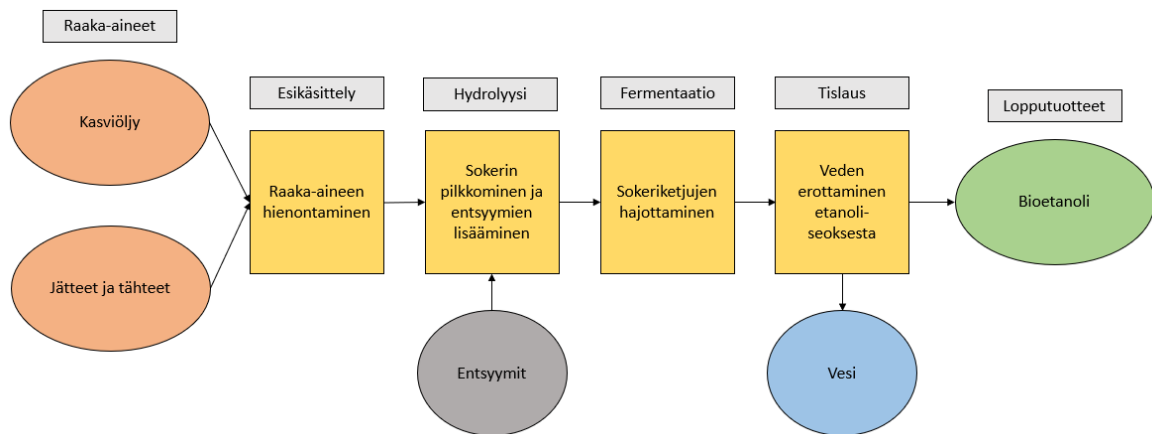 Raaka-aineet
Kasviöljy
Jätteet ja tähteet
Esikäsittely
Raaka-aineen
hienontaminen
Hydrolyysi
Sokerin
pilkkominen ja
entsyymien
lisääminen
Entsyymit
Fermentaatio
Sokeriketjujen
hajottaminen
Tislaus
Veden
erottaminen
etanoli-
seoksesta
Vesi
Lopputuotteet
Bioetanoli